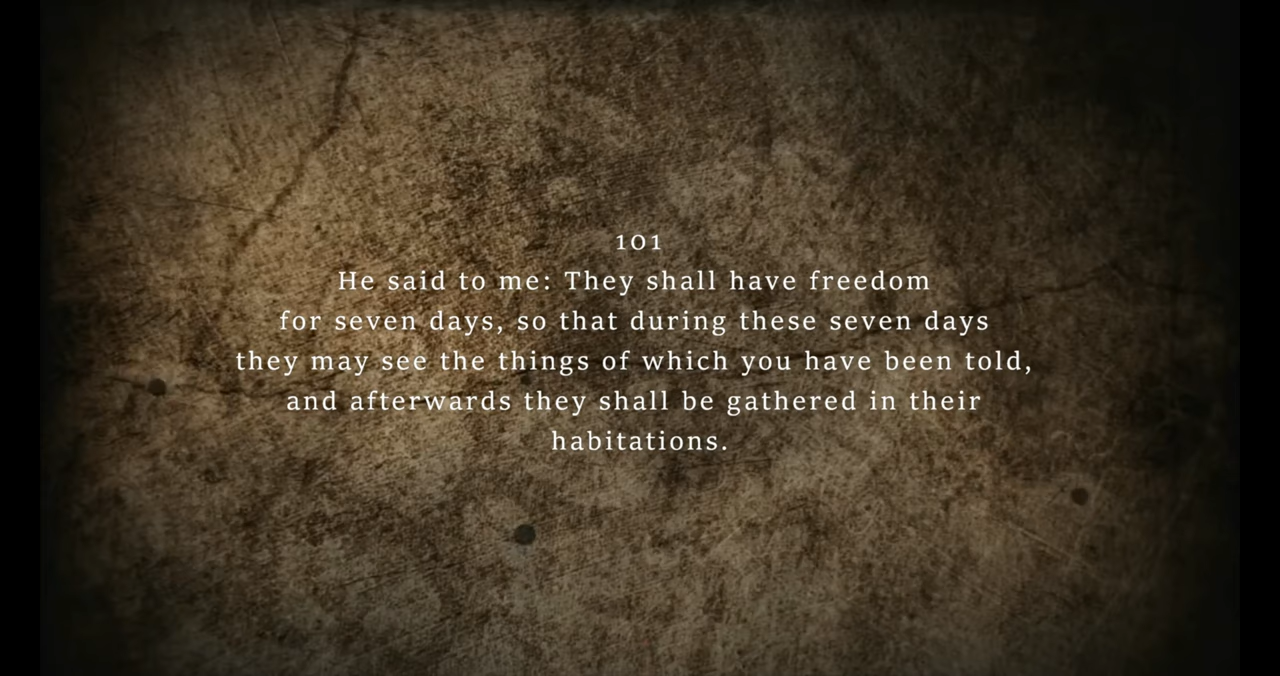 101
He said to me: They shall have freedom
for seven days, so that during these seven days
they may see the things of which you have been told,
and afterwards they shall be gathered in their
habitations.